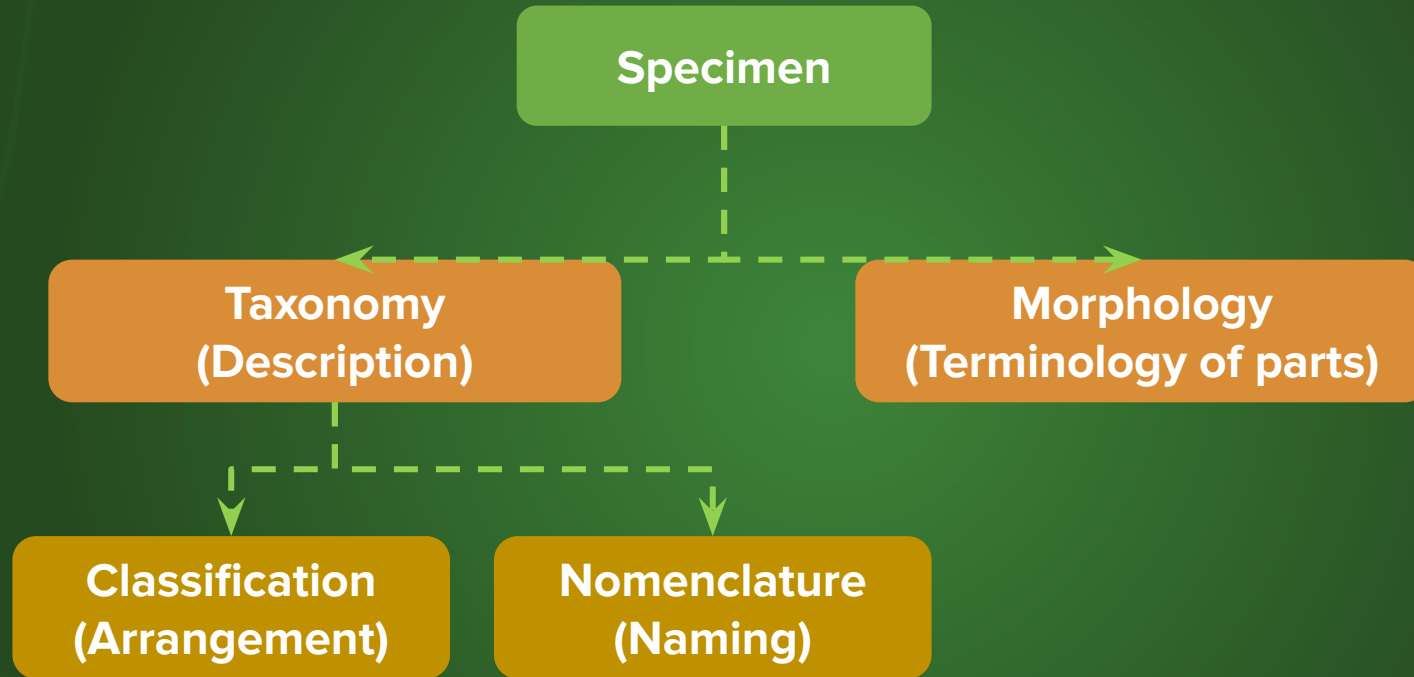 Specimen
Taxonomy
(Description)
Morphology
(Terminology of parts)
Classification
(Arrangement)
Nomenclature
(Naming)